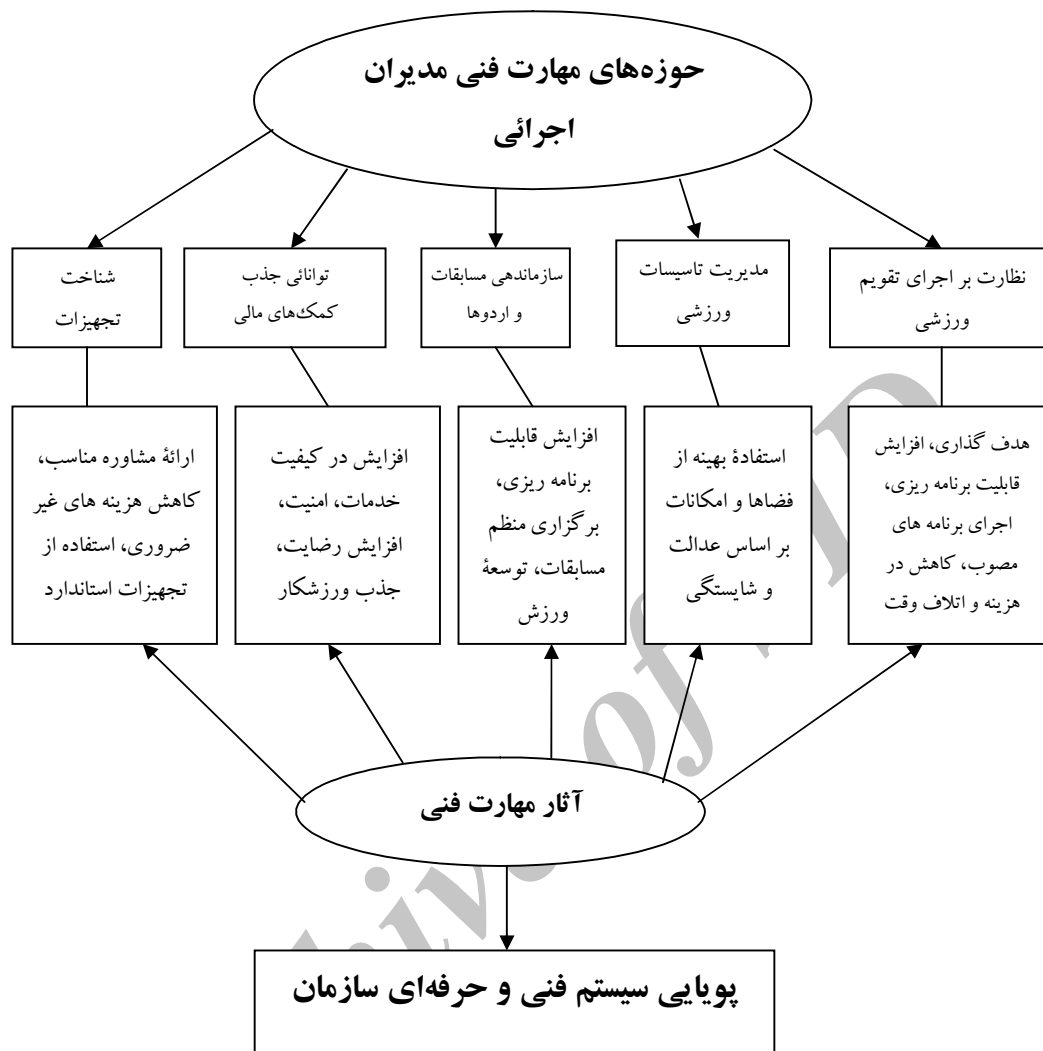 حوزه‌های مهارت فنی مدیران
اجرائی
نظارت بر اجرای تقویم
ورزشی
مدیریت تاسیسات
ورزشی
سازماندهی مسابقات
و اردوها
توانائی جذب
کمک‌های مالی
شناخت
تجهیزات
هدف گذاری، افزایش
قابلیت برنامه ریزی،
اجرای برنامه های
مصوب، کاهش در
هزینه و اتلاف وقت
استفادۀ بهینه از
فضاها و امکانات
بر اساس عدالت
و شایستگی
افزایش قابلیت
برنامه ریزی،
برگزاری منظم
مسابقات، توسعۀ
ورزش
افزایش در کیفیت
خدمات، امنیت،
افزایش رضایت،
جذب ورزشکار
ارائۀ مشاوره مناسب،
کاهش هزینه های غیر
ضروری، استفاده از
تجهیزات استاندارد
آثار مهارت فنی
پویایی سیستم فنی و حرفه‌ای سازمان